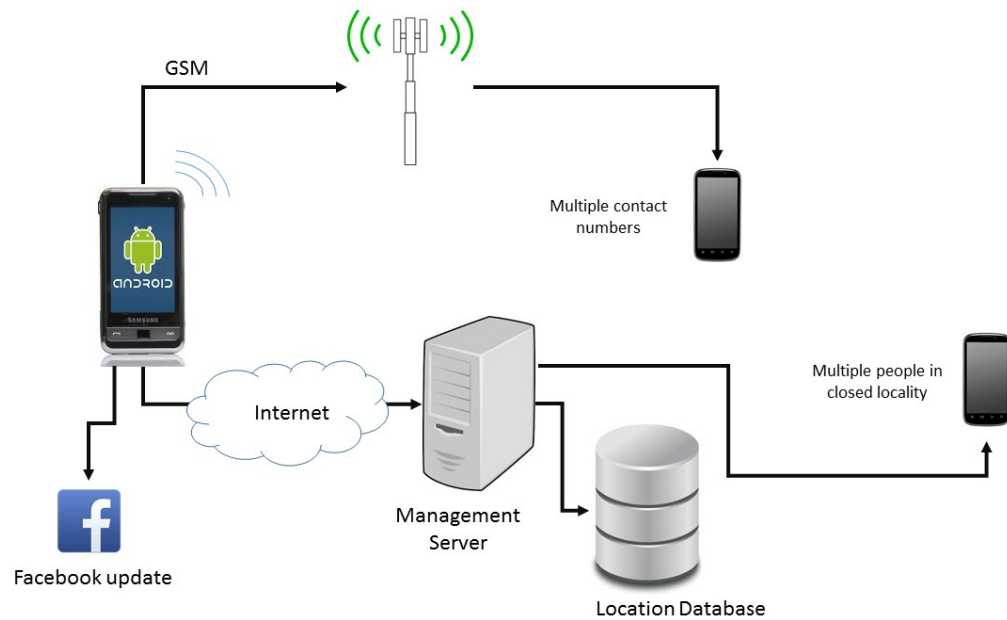 GSM
Multiple contact
numbers
ANDROID
SAMSUNG
Internet
Multiple people in
closed locality
Management
Server
f
Facebook update
Location Database